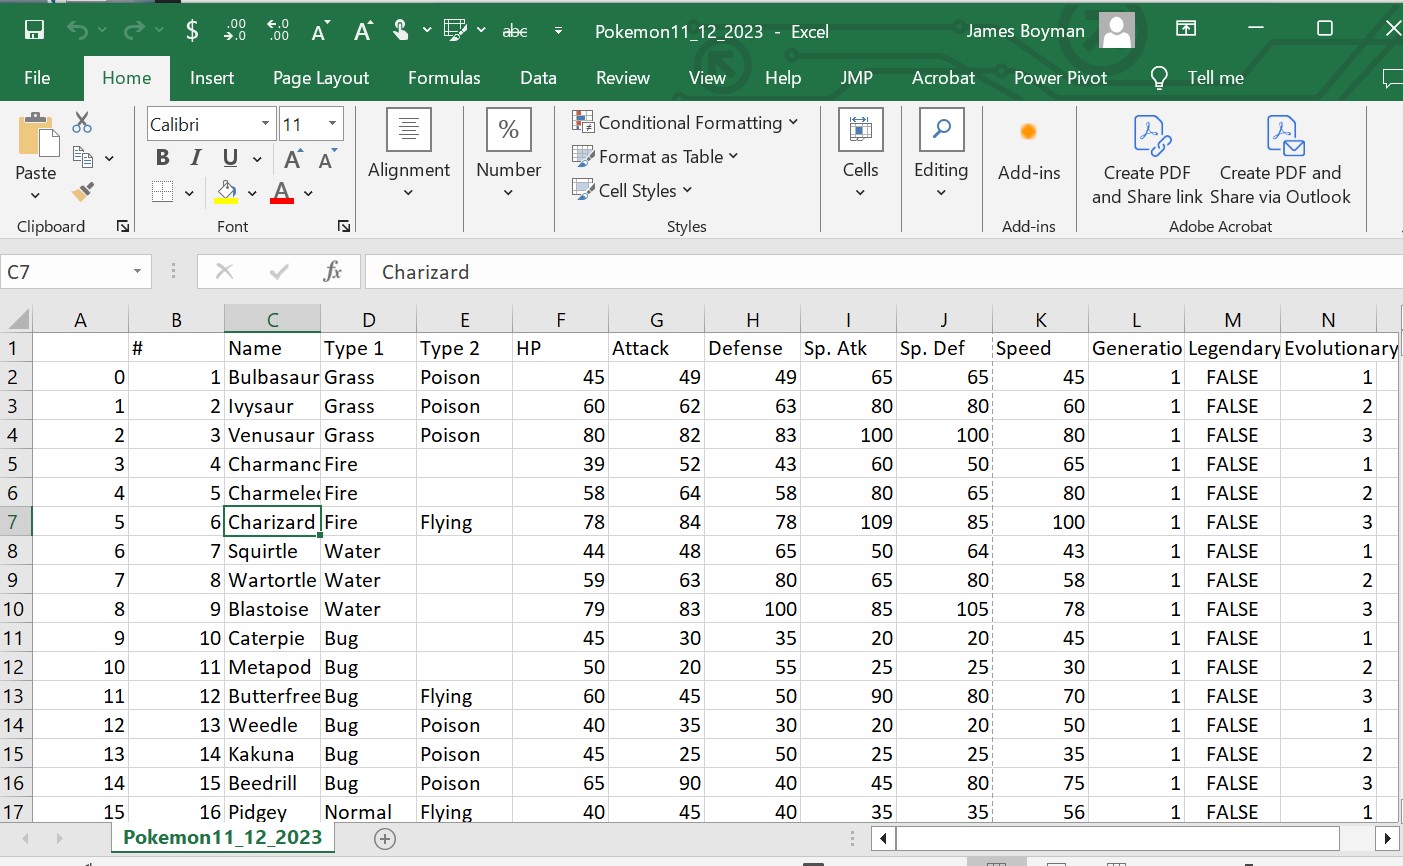 $ .00 →.0 ←.0 .00 A A abc Pokemon11_12_2023 - Excel James Boyman
File Home Insert Page Layout Formulas Data Review View Help JMP Acrobat Power Pivot Tell me
Paste
Clipboard
Calibri 11
B I U A A
A
Font
Alignment
%
Number
Conditional Formatting
Format as Table
Cell Styles
Styles
Cells
Editing
Add-ins
Add-ins
Create PDF
and Share link
Create PDF and
Share via Outlook
Adobe Acrobat
C7 fx Charizard
A B C D E F G H I J K L M N
1 # Name Type 1 Type 2 HP Attack Defense Sp. Atk Sp. Def Speed Generatio Legendary Evolutionary
2 0 1 Bulbasaur Grass Poison 45 49 49 65 65 45 1 FALSE 1
3 1 2 Ivysaur Grass Poison 60 62 63 80 80 60 1 FALSE 2
4 2 3 Venusaur Grass Poison 80 82 83 100 100 80 1 FALSE 3
5 3 4 Charmanc Fire 39 52 43 60 50 65 1 FALSE 1
6 4 5 Charmele Fire 58 64 58 80 65 80 1 FALSE 2
7 5 6 Charizard Fire Flying 78 84 78 109 85 100 1 FALSE 3
8 6 7 Squirtle Water 44 48 65 50 64 43 1 FALSE 1
9 7 8 Wartortle Water 59 63 80 65 80 58 1 FALSE 2
10 8 9 Blastoise Water 79 83 100 85 105 78 1 FALSE 3
11 9 10 Caterpie Bug 45 30 35 20 20 45 1 FALSE 1
12 10 11 Metapod Bug 50 20 55 25 25 30 1 FALSE 2
13 11 12 Butterfree Bug Flying 60 45 50 90 80 70 1 FALSE 3
14 12 13 Weedle Bug Poison 40 35 30 20 20 50 1 FALSE 1
15 13 14 Kakuna Bug Poison 45 25 50 25 25 35 1 FALSE 2
16 14 15 Beedrill Bug Poison 65 90 40 45 80 75 1 FALSE 3
17 15 16 Pidgey Normal Flying 40 45 40 35 35 56 1 FALSE 1
Pokemon11_12_2023